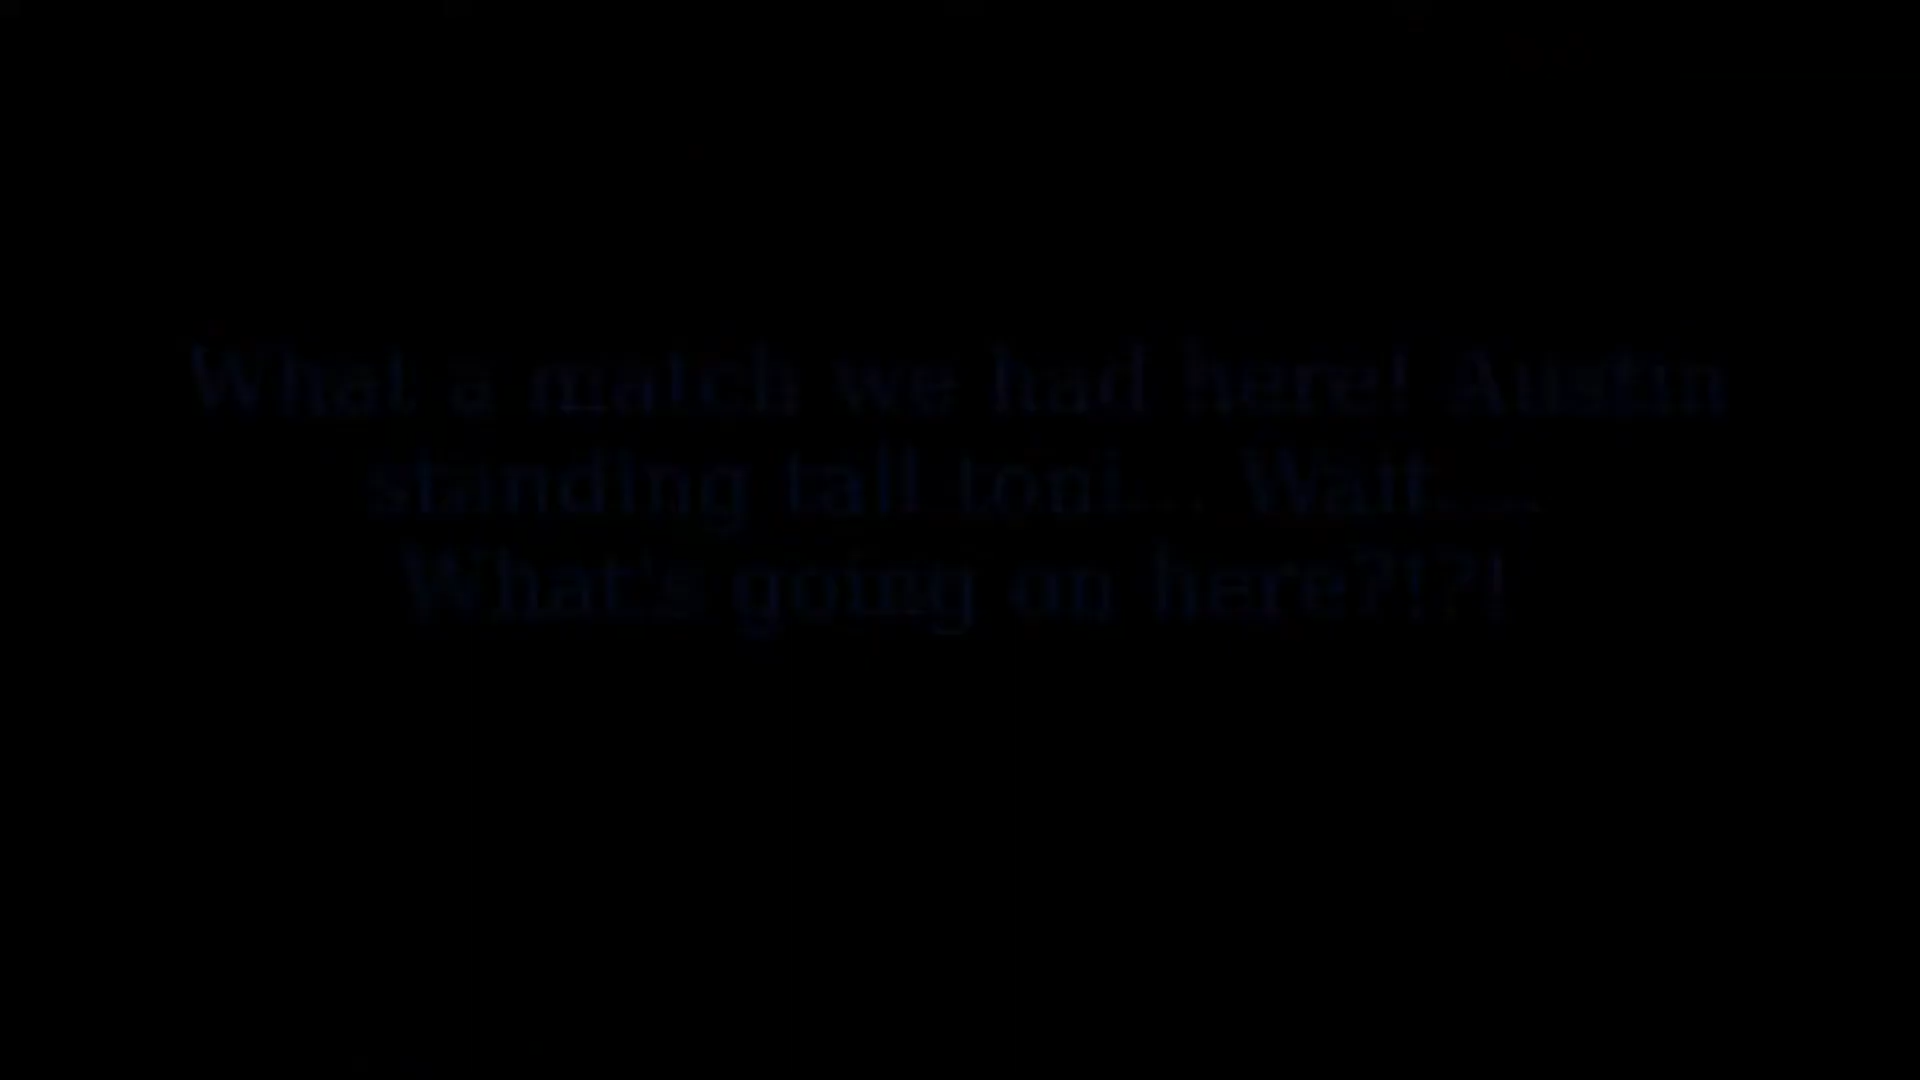 What a match we had here! Austin
standing tall toni... Wait....
What's going on here?!?!